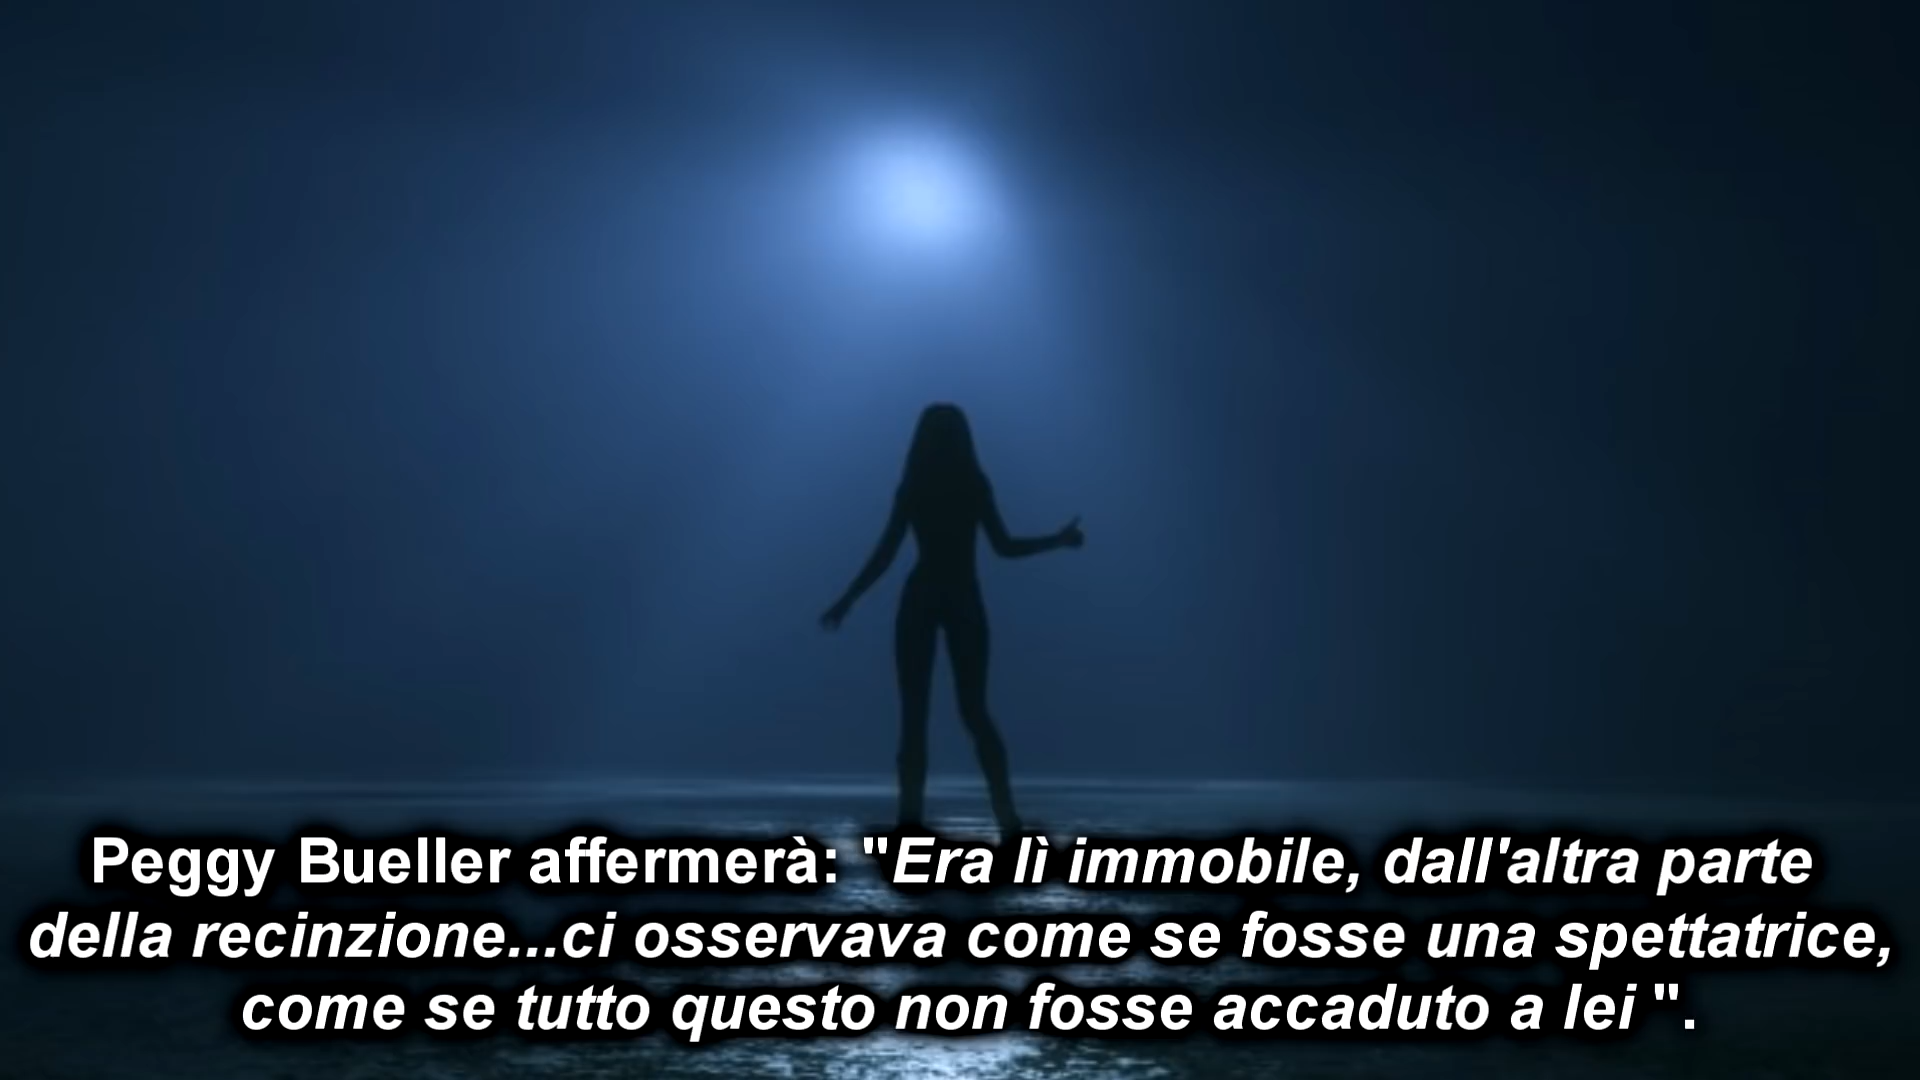 Peggy Bueller affermerà: "Era lì immobile, dall'altra parte
della recinzione...ci osservava come se fosse una spettatrice,
come se tutto questo non fosse accaduto a lei ".